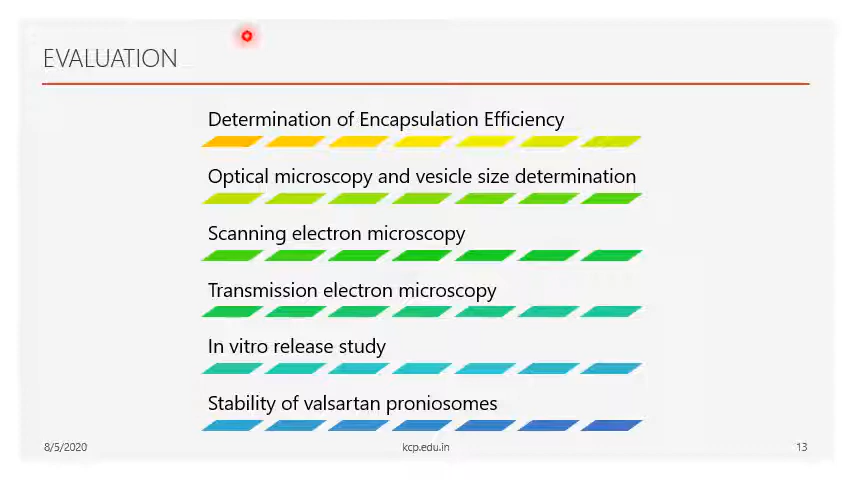 EVALUATION
Determination of Encapsulation Efficiency
Optical microscopy and vesicle size determination
Scanning electron microscopy
Transmission electron microscopy
In vitro release study
Stability of valsartan proniosomes
8/5/2020 kcp.edu.in 13